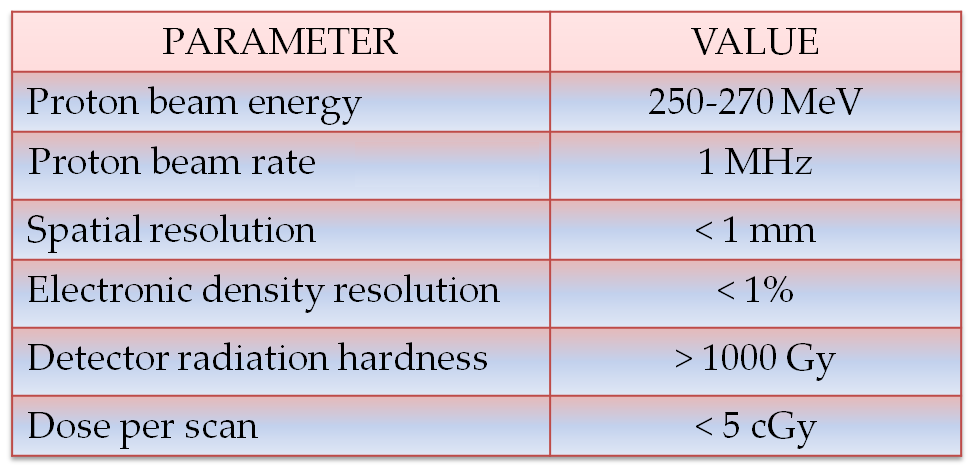 PARAMETER VALUE
Proton beam energy 250-270 MeV
Proton beam rate 1 MHz
Spatial resolution < 1 mm
Electronic density resolution < 1%
Detector radiation hardness > 1000 Gy
Dose per scan < 5 cGy